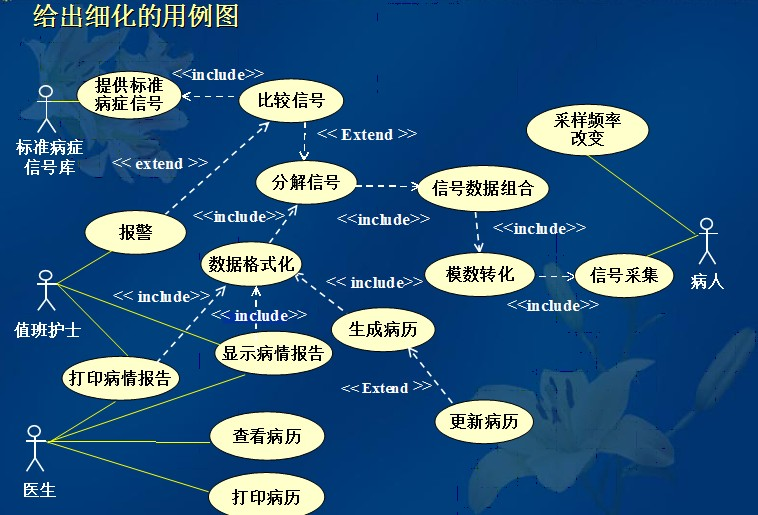 给出细化的用例图
<<include>>
提供标准
病症信号
比较信号
采样频率
改变
标准病症
信号库
<< Extend >>
<< extend >>
分解信号
信号数据组合
<<include>>
<<include>>
<<include>>
报警
数据格式化
模数转化
信号采集
病人
<< include>>
<< include>>
<<include>>
<< include>>
值班护士
生成病历
显示病情报告
打印病情报告
<< Extend >>
更新病历
查看病历
医生
打印病历